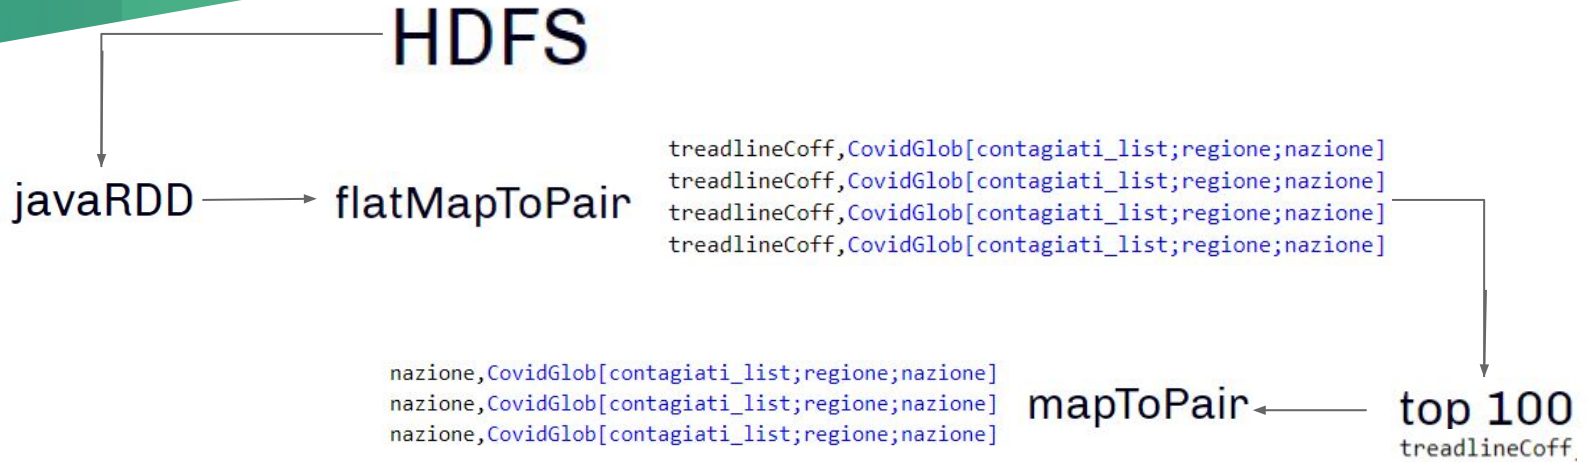 HDFS
javaRDD
flatMapToPair
treadlineCoff,CovidGlob[contagiati_list;regione;nazione]
treadlineCoff,CovidGlob[contagiati_list;regione;nazione]
treadlineCoff,CovidGlob[contagiati_list;regione;nazione]
treadlineCoff,CovidGlob[contagiati_list;regione;nazione]
top 100
treadlineCoff,
mapToPair
nazione,CovidGlob[contagiati_list;regione;nazione]
nazione,CovidGlob[contagiati_list;regione;nazione]
nazione,CovidGlob[contagiati_list;regione;nazione]